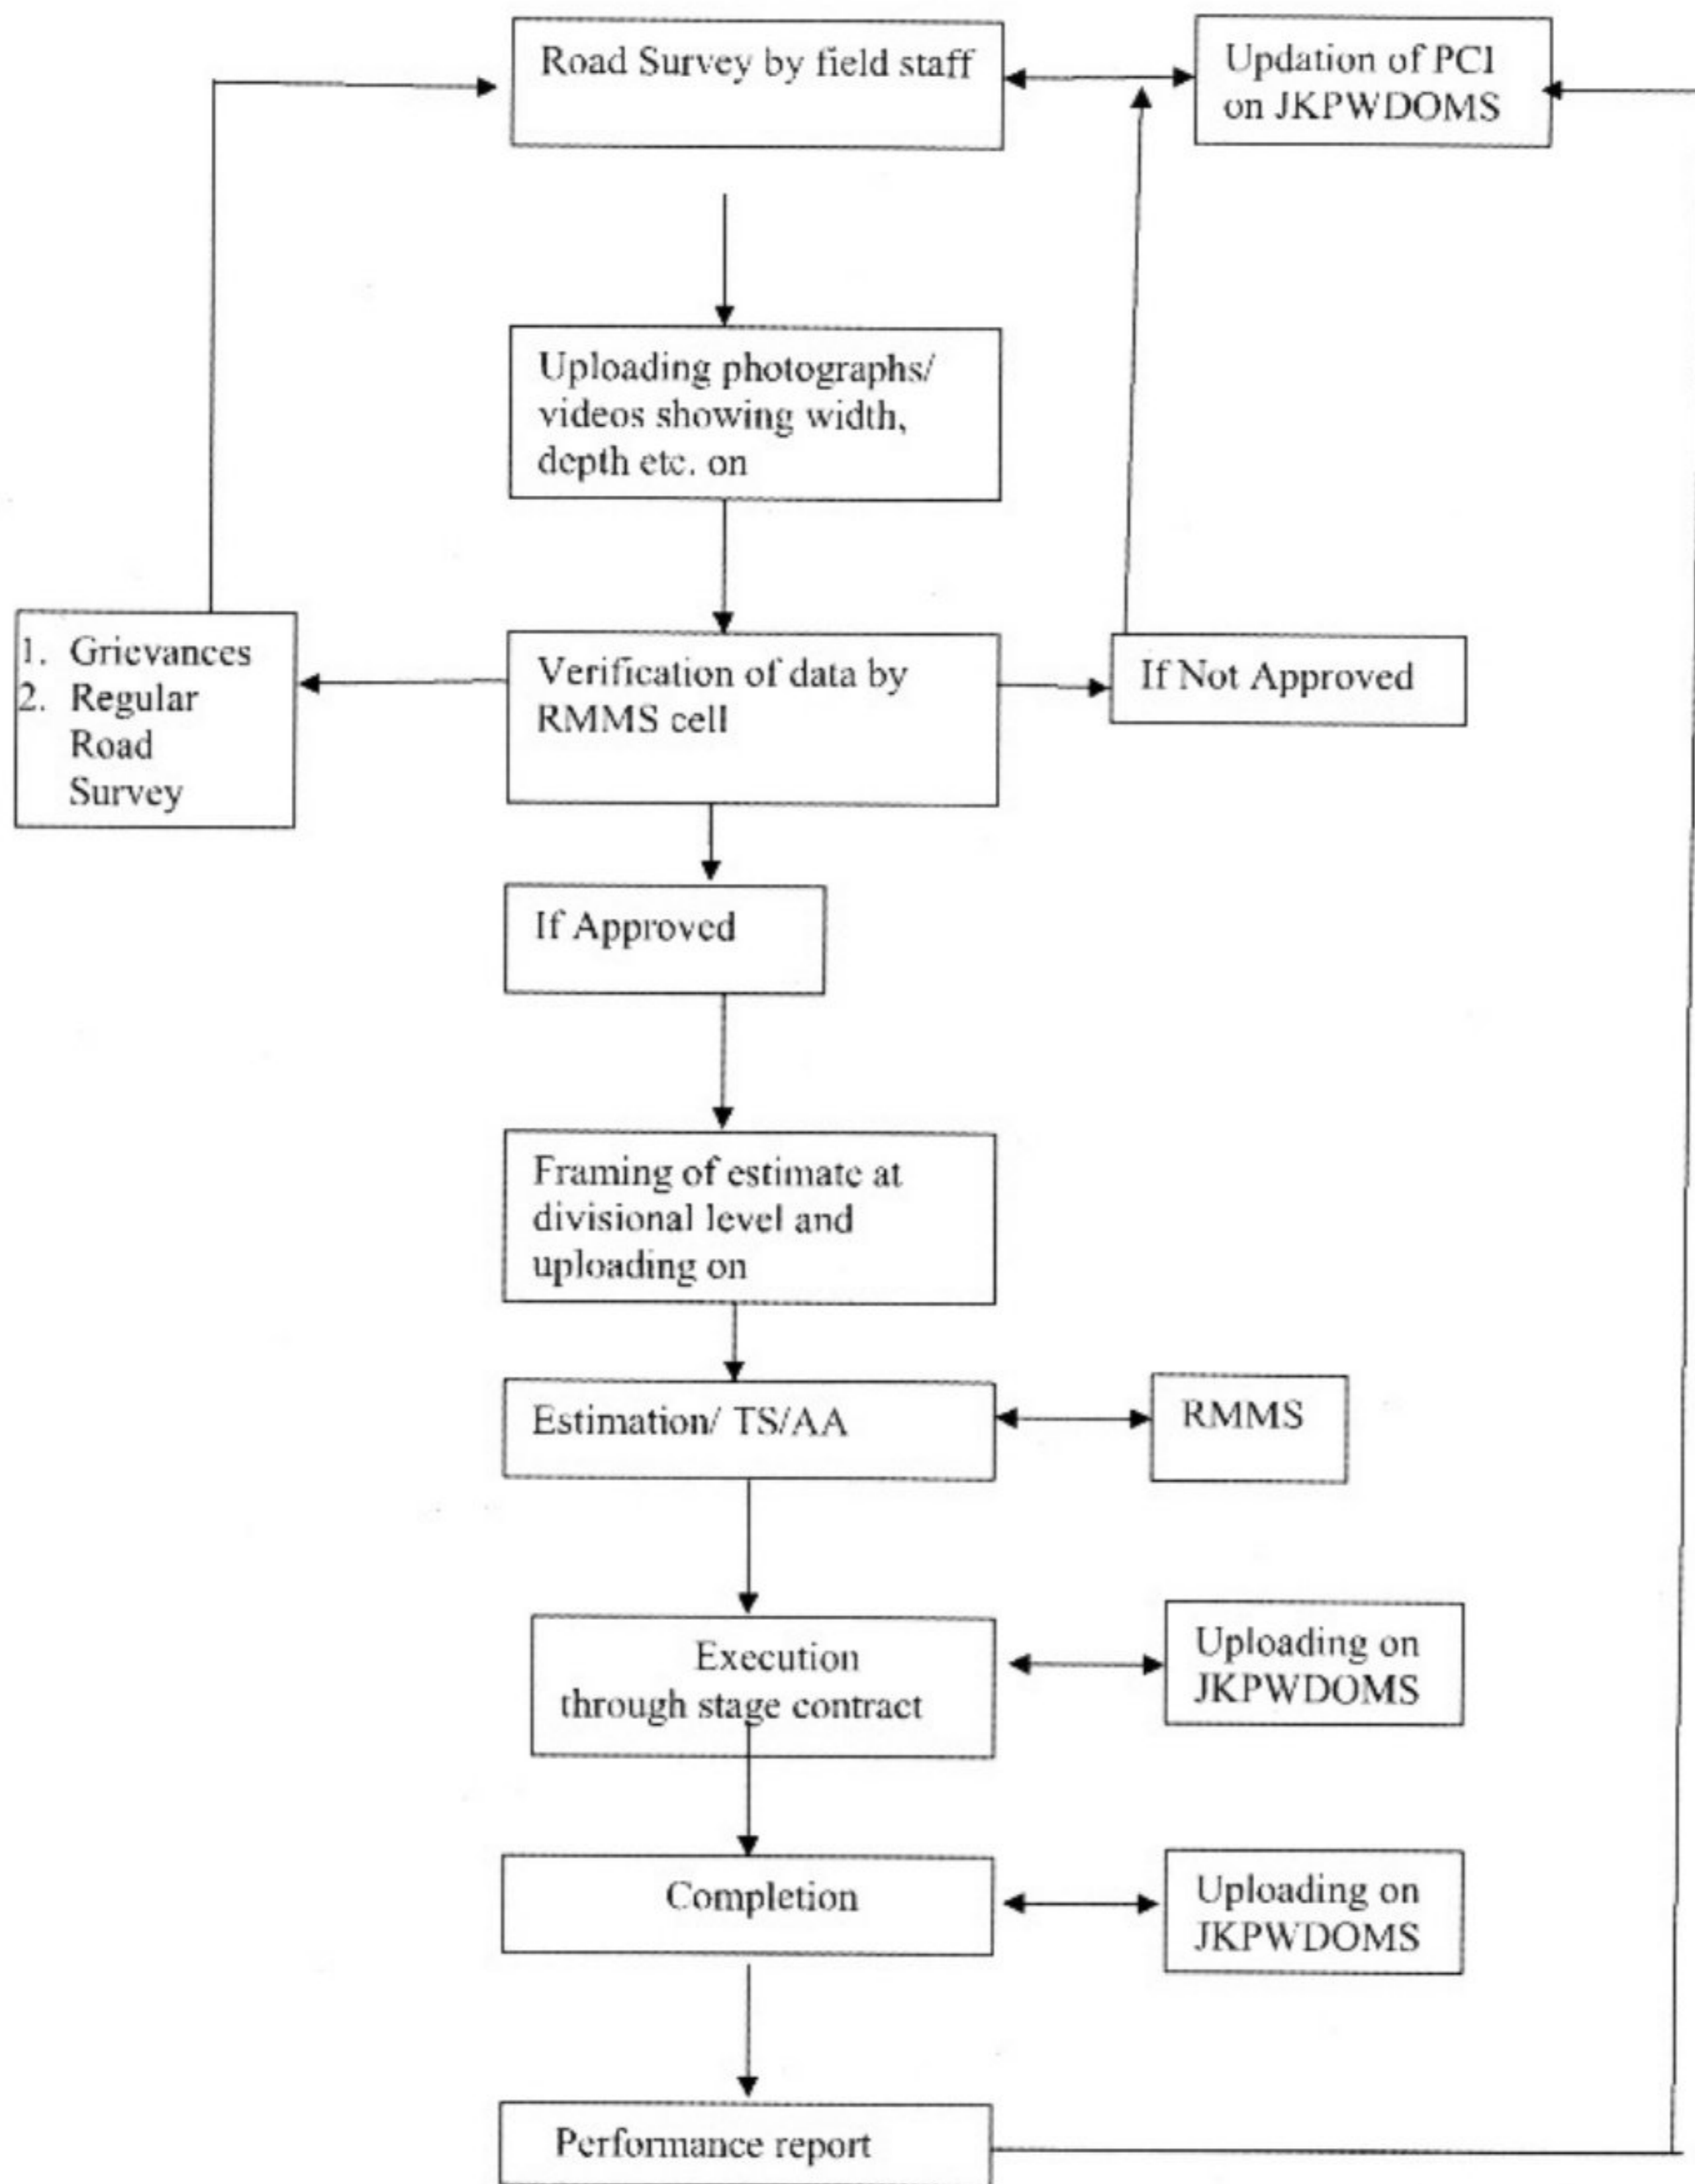 Road Survey by field staff
Updation of PCI
on JKPWDOMS
Uploading photographs/
videos showing width,
depth etc. on
1. Grievances
2. Regular
Road
Survey
Verification of data by
RMMS cell
If Not Approved
If Approved
Framing of estimate at
divisional level and
uploading on
Estimation/ TS/AA
RMMS
Execution
through stage contract
Uploading on
JKPWDOMS
Completion
Uploading on
JKPWDOMS
Performance report